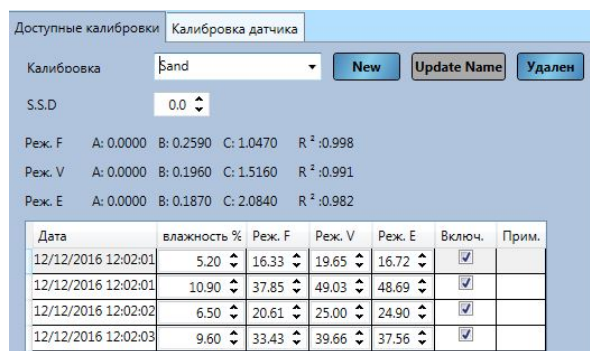 Доступные калибровки Калибровка датчика
Калибровка Sand New Update Name Удален
S.S.D 0.0
Реж. F A: 0.0000 B: 0.2590 C: 1.0470 R ² :0.998
Реж. V A: 0.0000 B: 0.1960 C: 1.5160 R ² :0.991
Реж. E A: 0.0000 B: 0.1870 C: 2.0840 R ² :0.982
Дата влажность % Реж. F Реж. V Реж. E Включ. Прим.
12/12/2016 12:02:01 5.20 16.33 19.65 16.72
12/12/2016 12:02:01 10.90 37.85 49.03 48.69
12/12/2016 12:02:02 6.50 20.61 25.00 24.90
12/12/2016 12:02:03 9.60 33.43 39.66 37.56